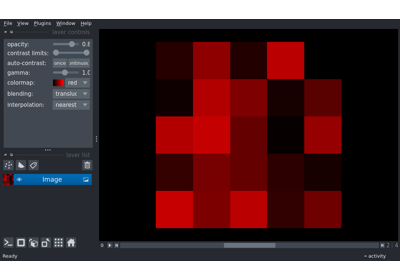 File View Plugins Window Help
layer controls
opacity:
contrast limits:
auto-contrast: once
gamma:
colormap: red
blending:
interpolation: nearest
layer list
Image
Ready
activity